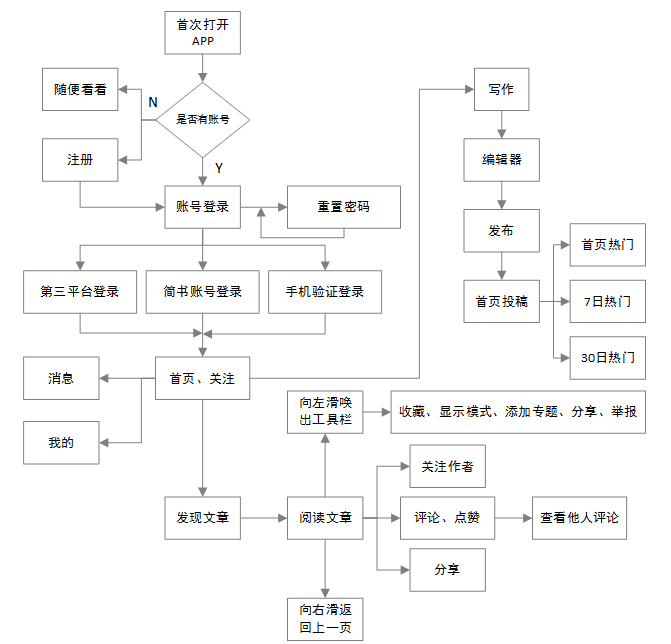 首次打开
APP
随便看看
N
是否有账号
注册
Y
账号登录
重置密码
第三平台登录
简书账号登录
手机验证登录
消息
首页、关注
我的
发现文章
阅读文章
向左滑唤
出工具栏
收藏、显示模式、添加专题、分享、举报
关注作者
评论、点赞
查看他人评论
分享
向右滑返
回上一页
写作
编辑器
发布
首页投稿
首页热门
7日热门
30日热门